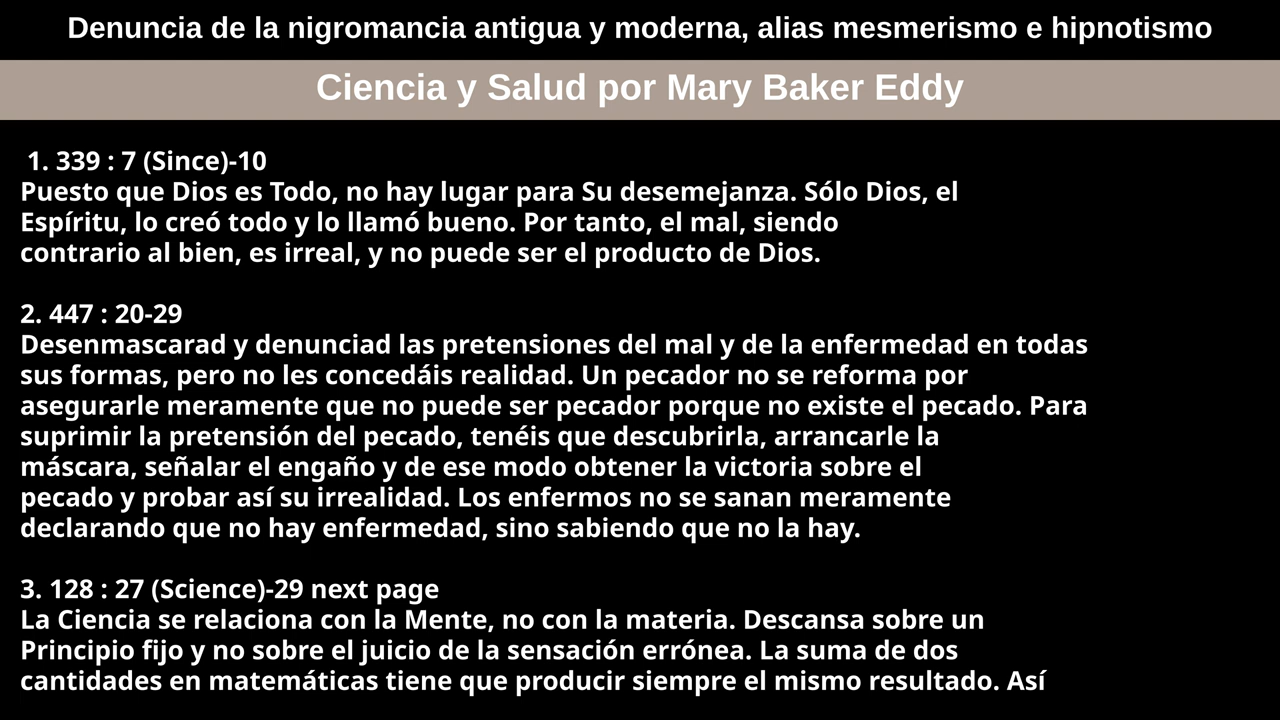 Denuncia de la nigromancia antigua y moderna, alias mesmerismo e hipnotismo
Ciencia y Salud por Mary Baker Eddy
1. 339 : 7 (Since)-10
Puesto que Dios es Todo, no hay lugar para Su desemejanza. Sólo Dios, el
Espíritu, lo creó todo y lo llamó bueno. Por tanto, el mal, siendo
contrario al bien, es irreal, y no puede ser el producto de Dios.
2. 447 : 20-29
Desenmascarad y denunciad las pretensiones del mal y de la enfermedad en todas
sus formas, pero no les concedáis realidad. Un pecador no se reforma por
asegurarle meramente que no puede ser pecador porque no existe el pecado. Para
suprimir la pretensión del pecado, tenéis que descubrirla, arrancarle la
máscara, señalar el engaño y de ese modo obtener la victoria sobre el
pecado y probar así su irrealidad. Los enfermos no se sanan meramente
declarando que no hay enfermedad, sino sabiendo que no la hay.
3. 128 : 27 (Science)-29 next page
La Ciencia se relaciona con la Mente, no con la materia. Descansa sobre un
Principio fijo y no sobre el juicio de la sensación errónea. La suma de dos
cantidades en matemáticas tiene que producir siempre el mismo resultado. Así